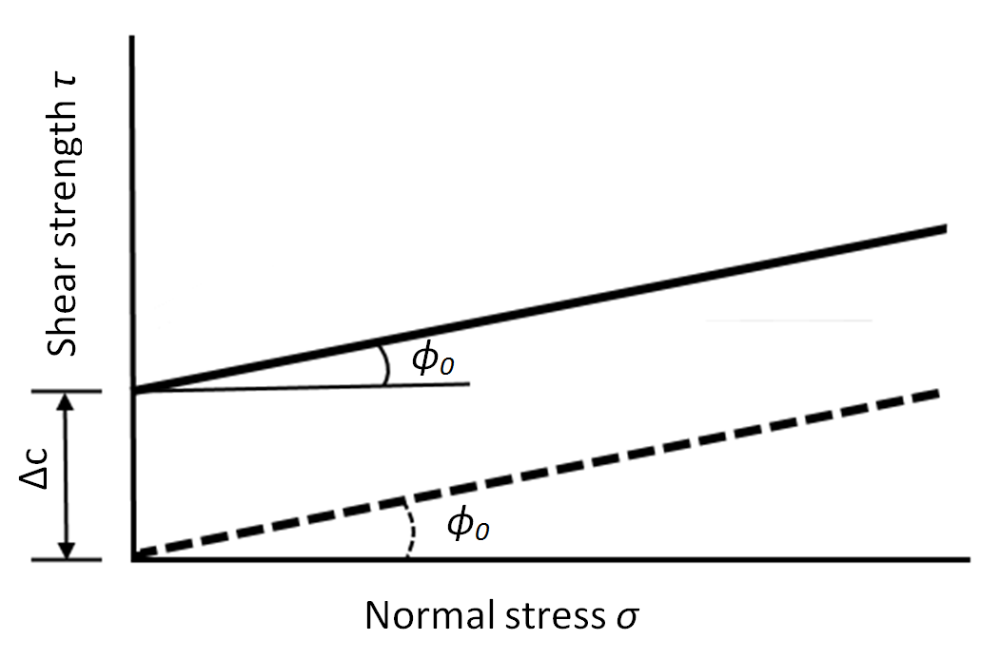 Shear strength τ
ϕ0
Δc
ϕ0
Normal stress σ